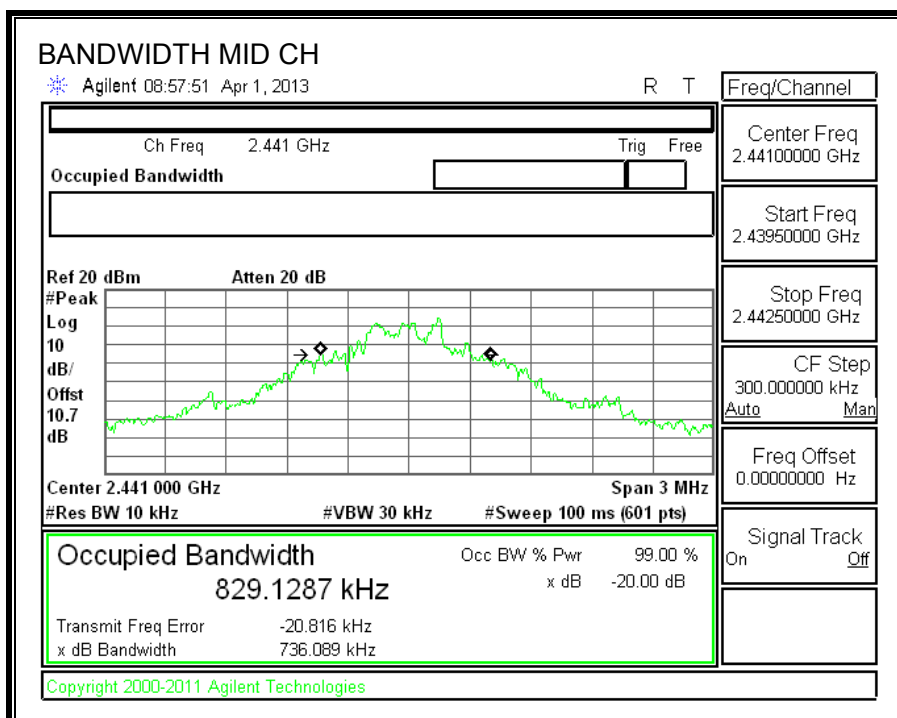 BANDWIDTH MID CH
Agilent 08:57:51 Apr 1, 2013 R T
Ch Freq 2.441 GHz Trig Free
Occupied Bandwidth
Ref 20 dBm Atten 20 dB
#Peak
Log
10
dB/
Offst
10.7
dB
Center 2.441 000 GHz Span 3 MHz
#Res BW 10 kHz #VBW 30 kHz #Sweep 100 ms (601 pts)
Occupied Bandwidth Occ BW % Pwr 99.00 %
829.1287 kHz x dB -20.00 dB
Transmit Freq Error -20.816 kHz
x dB Bandwidth 736.089 kHz
Copyright 2000-2011 Agilent Technologies
Freq/Channel
Center Freq
2.44100000 GHz
Start Freq
2.43950000 GHz
Stop Freq
2.44250000 GHz
CF Step
300.000000 kHz
Auto Man
Freq Offset
0.00000000 Hz
Signal Track
On Off